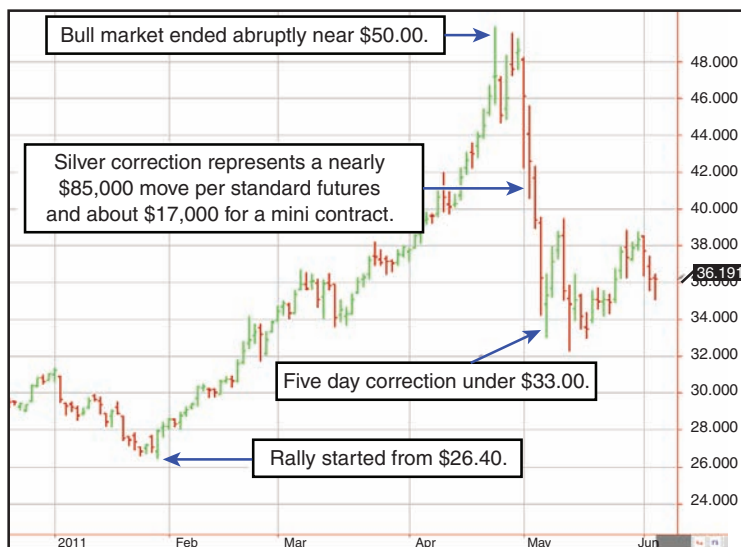 Bull market ended abruptly near $50.00.
48.000
46.000
44.000
Silver correction represents a nearly
$85,000 move per standard futures
and about $17,000 for a mini contract.
42.000
40.000
38.000
36.191
36.000
34.000
Five day correction under $33.00.
32.000
30.000
28.000
Rally started from $26.40.
26.000
24.000
2011 Feb Mar Apr May Jun